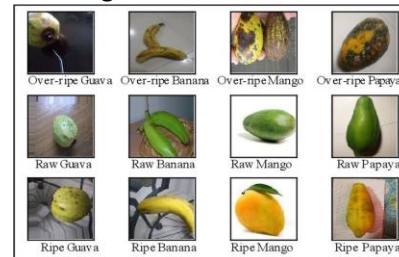 Over-ripe Guava Over-ripe Banana Over-ripe Mango Over-ripe Papaya
Raw Guava Raw Banana Raw Mango Raw Papaya
Ripe Guava Ripe Banana Ripe Mango Ripe Papaya